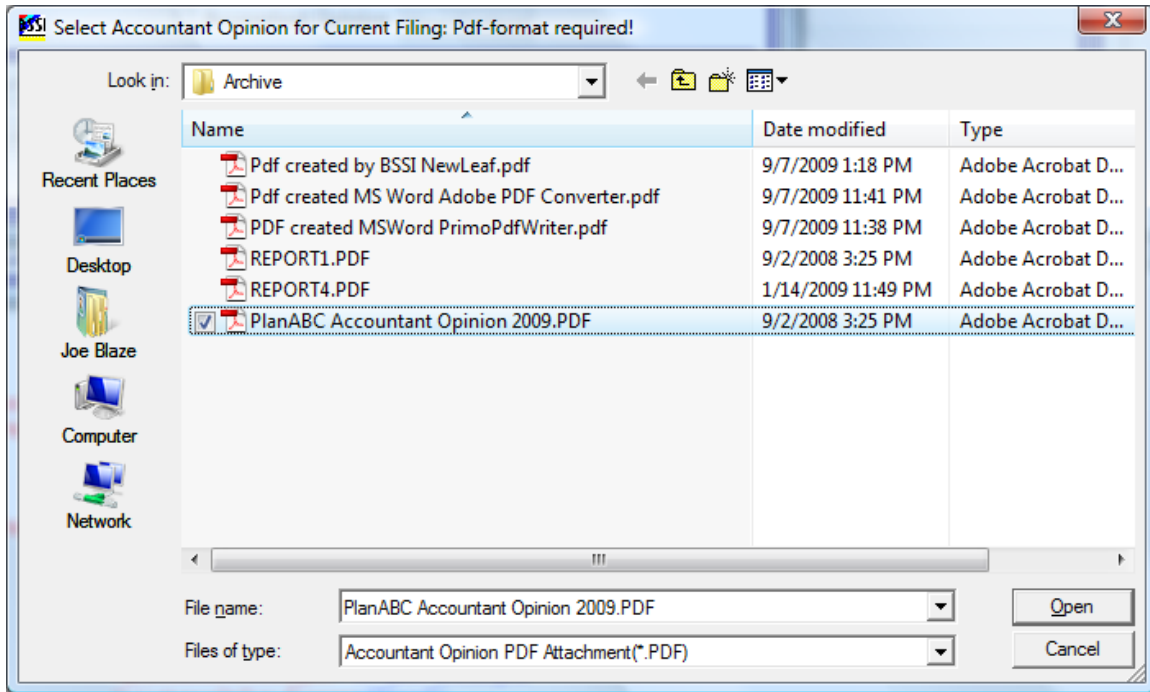 BSSI Select Accountant Opinion for Current Filing: Pdf-format required!
Look in: Archive
Name Date modified Type
Recent Places
Desktop
Joe Blaze
Computer
Network
Pdf created by BSSI NewLeaf.pdf 9/7/2009 1:18 PM Adobe Acrobat D...
Pdf created MS Word Adobe PDF Converter.pdf 9/7/2009 11:41 PM Adobe Acrobat D...
PDF created MSWord PrimoPdfWriter.pdf 9/7/2009 11:38 PM Adobe Acrobat D...
REPORT1.PDF 9/2/2008 3:25 PM Adobe Acrobat D...
REPORT4.PDF 1/14/2009 11:49 PM Adobe Acrobat D...
PlanABC Accountant Opinion 2009.PDF 9/2/2008 3:25 PM Adobe Acrobat D...
File name: PlanABC Accountant Opinion 2009.PDF Open
Files of type: Accountant Opinion PDF Attachment(*.PDF) Cancel